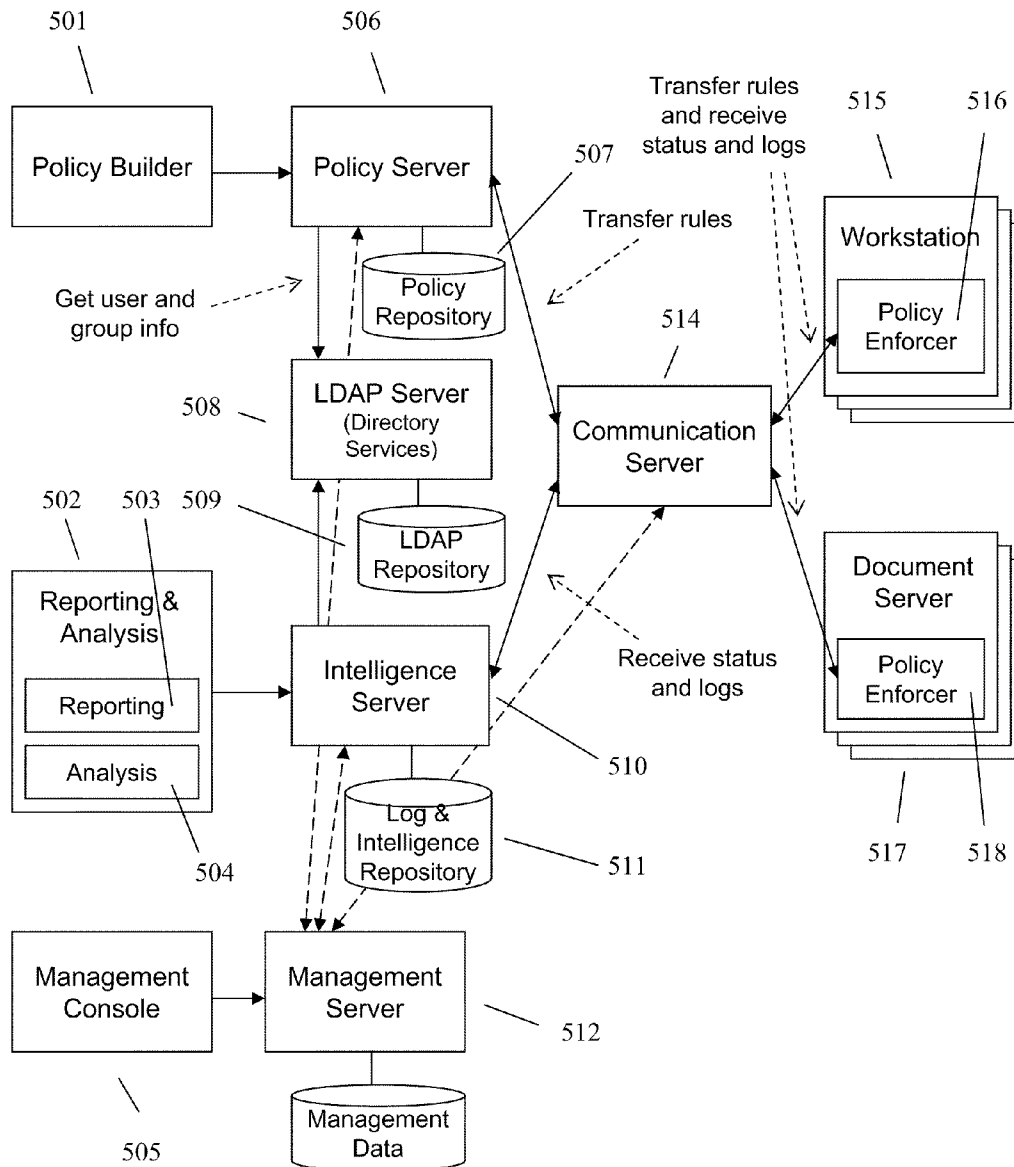 501
506
Policy Builder
Policy Server
507
Transfer rules
and receive
status and logs
515
516
Transfer rules
Workstation
Policy
Enforcer
Get user and
group info
Policy
Repository
514
508
LDAP Server
(Directory
Services)
Communication
Server
502
503
509
LDAP
Repository
Document
Server
Policy
Enforcer
Reporting &
Analysis
Reporting
Analysis
Intelligence
Server
Receive status
and logs
510
504
Log &
Intelligence
Repository
511
517
518
Management
Console
Management
Server
512
505
Management
Data